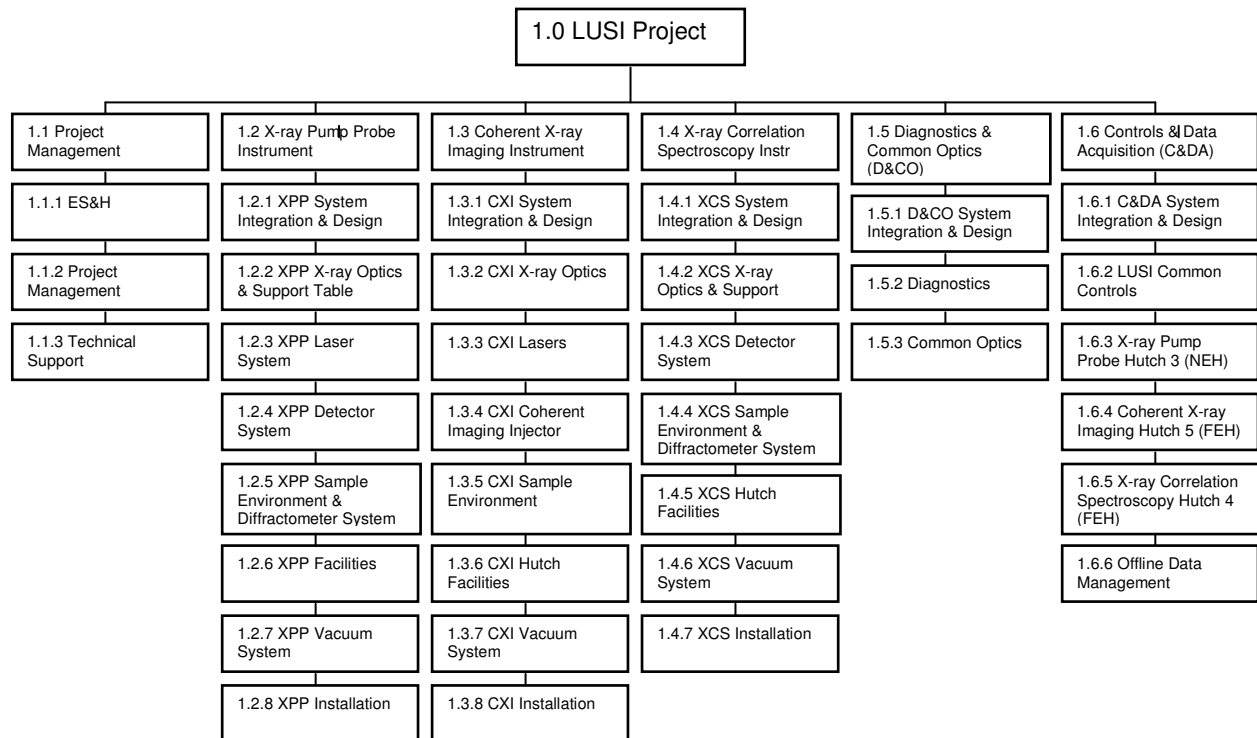 1.0 LUSI Project
1.1 Project
Management
1.1.1 ES&H
1.1.2 Project
Management
1.1.3 Technical
Support
1.2 X-ray Pump Probe
Instrument
1.2.1 XPP System
Integration & Design
1.2.2 XPP X-ray Optics
& Support Table
1.2.3 XPP Laser
System
1.2.4 XPP Detector
System
1.2.5 XPP Sample
Environment &
Diffractometer System
1.2.6 XPP Facilities
1.2.7 XPP Vacuum
System
1.2.8 XPP Installation
1.3 Coherent X-ray
Imaging Instrument
1.3.1 CXI System
Integration & Design
1.3.2 CXI X-ray Optics
1.3.3 CXI Lasers
1.3.4 CXI Coherent
Imaging Injector
1.3.5 CXI Sample
Environment
1.3.6 CXI Hutch
Facilities
1.3.7 CXI Vacuum
System
1.3.8 CXI Installation
1.4 X-ray Correlation
Spectroscopy Instr
1.4.1 XCS System
Integration & Design
1.4.2 XCS X-ray
Optics & Support
1.4.3 XCS Detector
System
1.4.4 XCS Sample
Environment &
Diffractometer System
1.4.5 XCS Hutch
Facilities
1.4.6 XCS Vacuum
System
1.4.7 XCS Installation
1.5 Diagnostics &
Common Optics
(D&CO)
1.5.1 D&CO System
Integration & Design
1.5.2 Diagnostics
1.5.3 Common Optics
1.6 Controls & Data
Acquisition (C&DA)
1.6.1 C&DA System
Integration & Design
1.6.2 LUSI Common
Controls
1.6.3 X-ray Pump
Probe Hutch 3 (NEH)
1.6.4 Coherent X-ray
Imaging Hutch 5 (FEH)
1.6.5 X-ray Correlation
Spectroscopy Hutch 4
(FEH)
1.6.6 Offline Data
Management